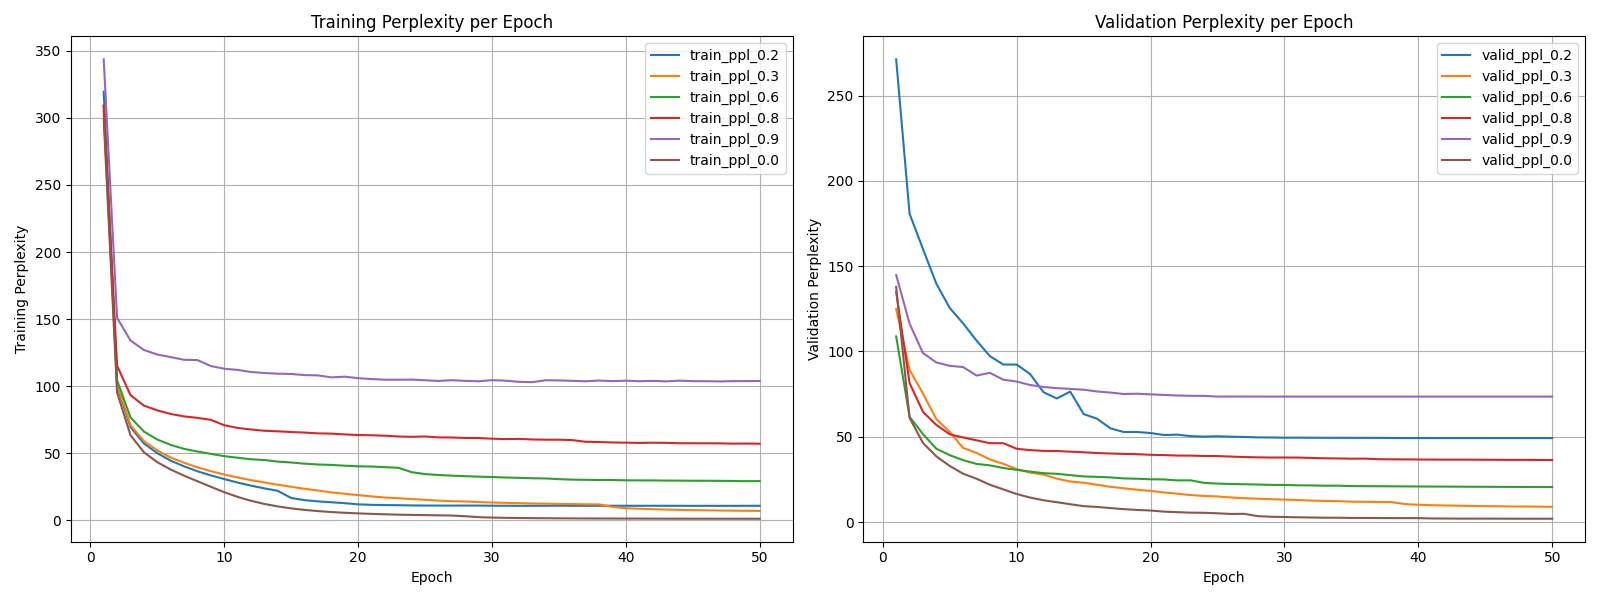 Training Perplexity per Epoch
Training Perplexity
350
300
250
200
150
100
50
0
0 10 20 30 40 50
Epoch
train_ppl_0.2
train_ppl_0.3
train_ppl_0.6
train_ppl_0.8
train_ppl_0.9
train_ppl_0.0
Validation Perplexity per Epoch
Validation Perplexity
250
200
150
100
50
0
0 10 20 30 40 50
Epoch
valid_ppl_0.2
valid_ppl_0.3
valid_ppl_0.6
valid_ppl_0.8
valid_ppl_0.9
valid_ppl_0.0